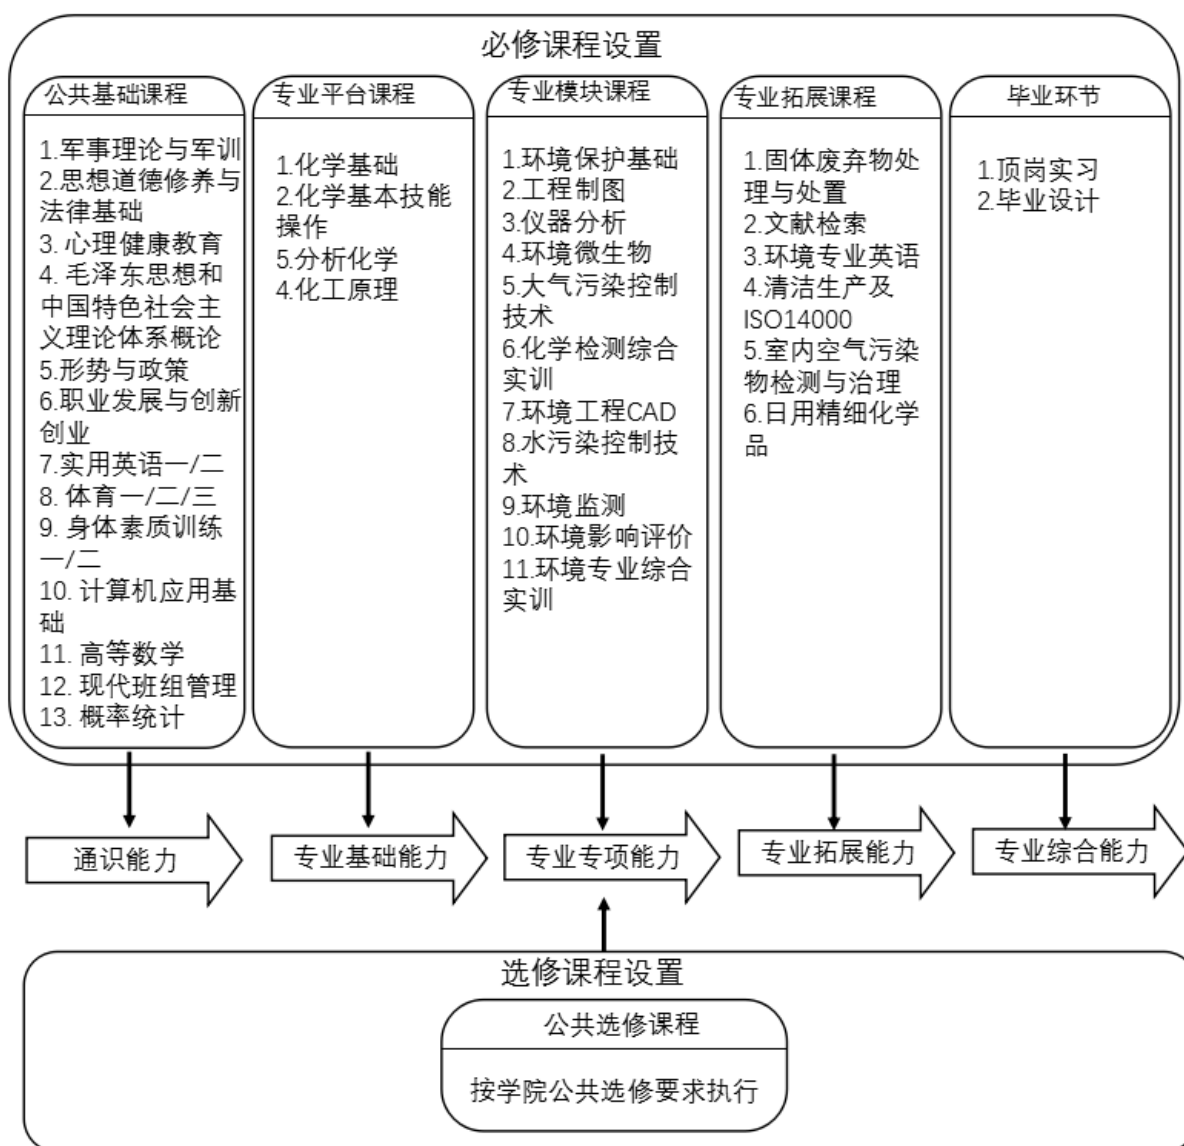 必修课程设置
公共基础课程
1.军事理论与军训
2.思想道德修养与
法律基础
3. 心理健康教育
4. 毛泽东思想和
中国特色社会主
义理论体系概论
5.形势与政策
6.职业发展与创新
创业
7.实用英语一/二
8. 体育一/二/三
9. 身体素质训练
一/二
10. 计算机应用基
础
11. 高等数学
12. 现代班组管理
13. 概率统计
专业平台课程
1.化学基础
2.化学基本技能
操作
5.分析化学
4.化工原理
专业模块课程
1.环境保护基础
2.工程制图
3.仪器分析
4.环境微生物
5.大气污染控制
技术
6.化学检测综合
实训
7.环境工程CAD
8.水污染控制技
术
9.环境监测
10.环境影响评价
11.环境专业综合
实训
专业拓展课程
1.固体废弃物处
理与处置
2.文献检索
3.环境专业英语
4.清洁生产及
ISO14000
5.室内空气污染
物检测与治理
6.日用精细化学
品
毕业环节
1.顶岗实习
2.毕业设计
通识能力
专业基础能力
专业专项能力
专业拓展能力
专业综合能力
选修课程设置
公共选修课程
按学院公共选修要求执行